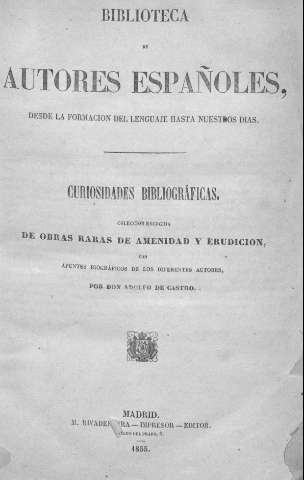 BIBLIOTECA
DE
AUTORES ESPAÑOLES,
DESDE LA FORMACION DEL LENGUAJE HASTA NUESTROS DIAS.
CURIOSIDADES BIBLIOGRÁFICAS.
COLECCION ESCOGIDA
DE OBRAS RARAS DE AMENIDAD Y ERUDICION,
CON
APUNTES BIOGRÁFICOS DE LOS DIFERENTES AUTORES,
POR DON ADOLFO DE CASTRO.
MADRID.
M. RIVADENEYRA — IMPRESOR — EDITOR.
1855.